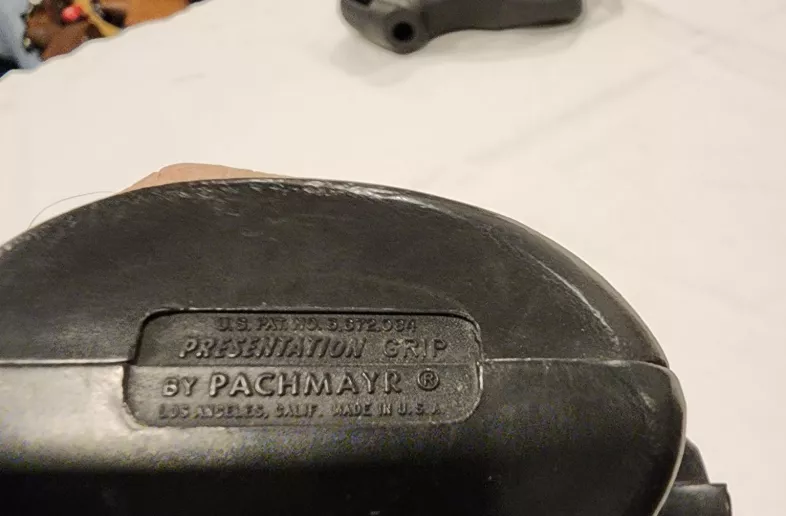 U.S. PAT. NO. 3,672,084
PRESENTATION GRIP
BY PACHMAYR ®
LOS ANGELES, CALIF. MADE IN U.S.A.